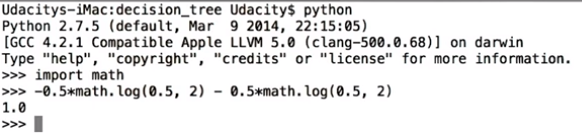 Udacitys-iMac:decision_tree Udacity$ python
Python 2.7.5 (default, Mar  9 2014, 22:15:05)
[GCC 4.2.1 Compatible Apple LLVM 5.0 (clang-500.0.68)] on darwin
Type "help", "copyright", "credits" or "license" for more information.
>>> import math
>>> -0.5*math.log(0.5, 2) - 0.5*math.log(0.5, 2)
1.0
>>>